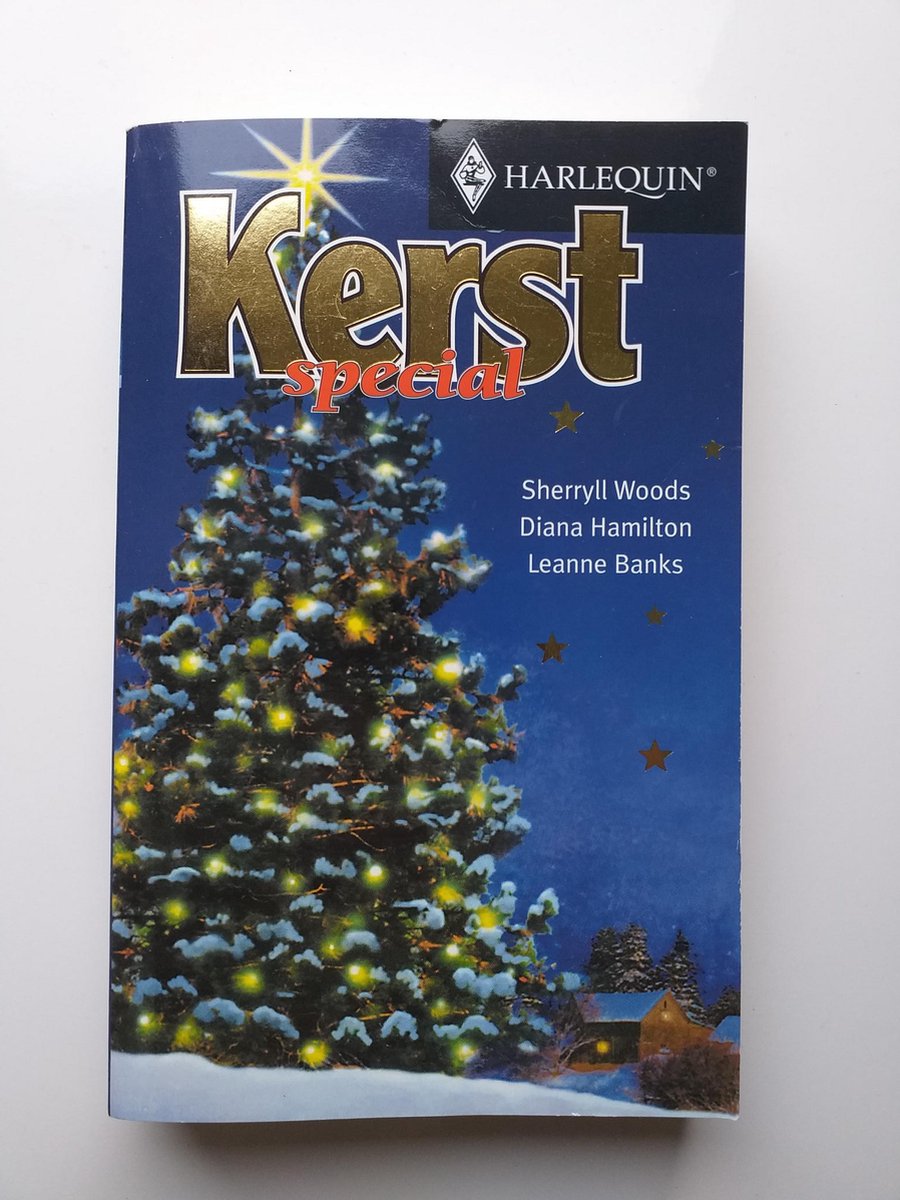 HARLEQUIN®
Kerst
special
Sherryll Woods
Diana Hamilton
Leanne Banks